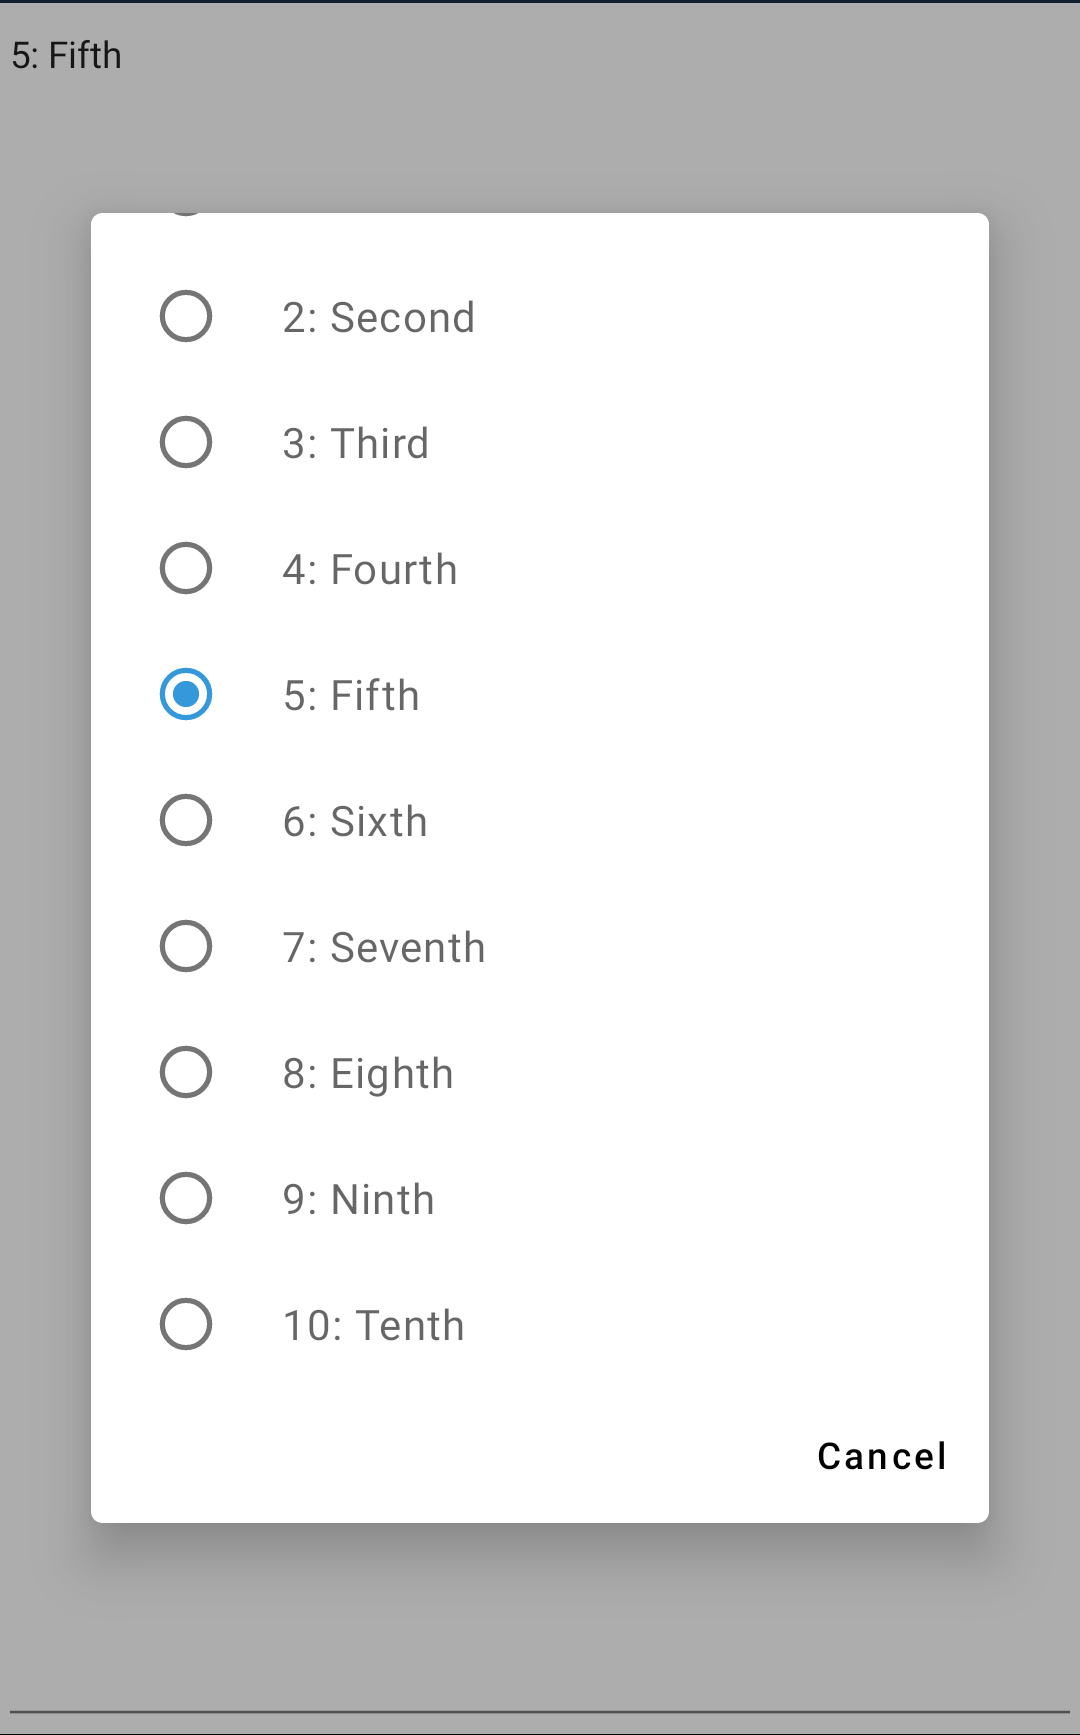 5: Fifth
2: Second
3: Third
4: Fourth
5: Fifth
6: Sixth
7: Seventh
8: Eighth
9: Ninth
10: Tenth
Cancel